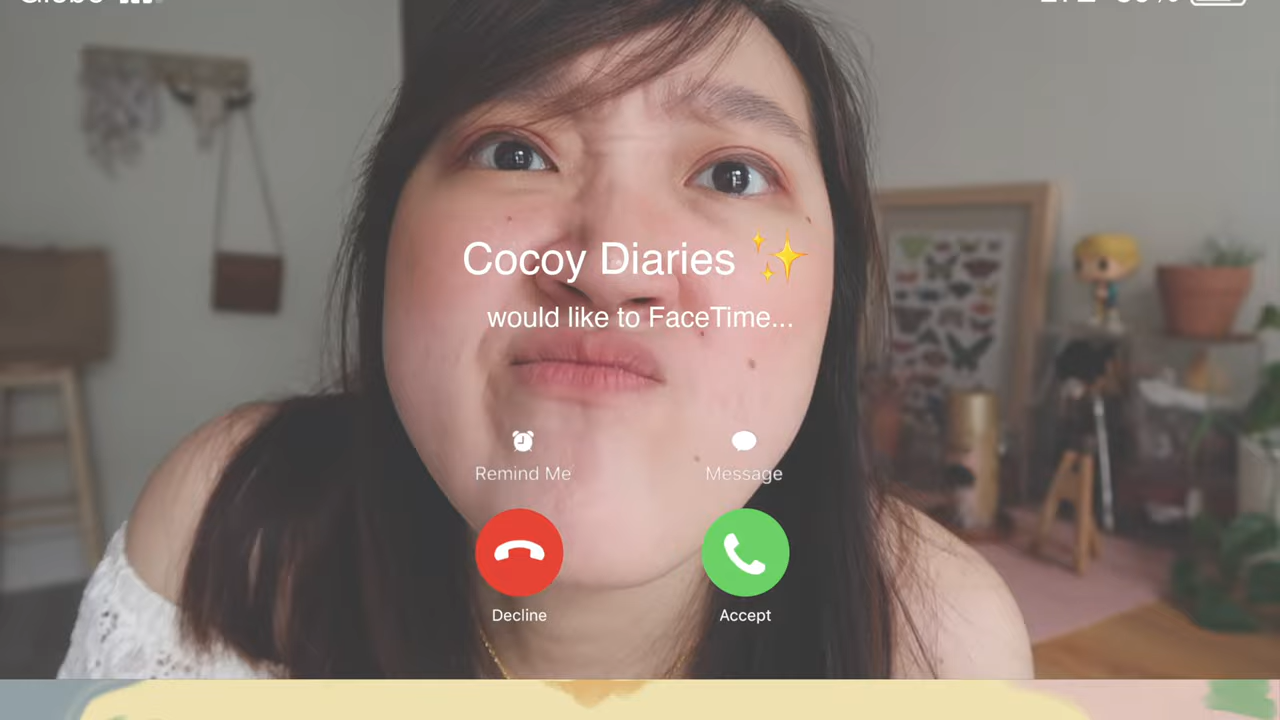 Cocoy Diaries ✨
would like to FaceTime...
Remind Me
Message
Decline
Accept